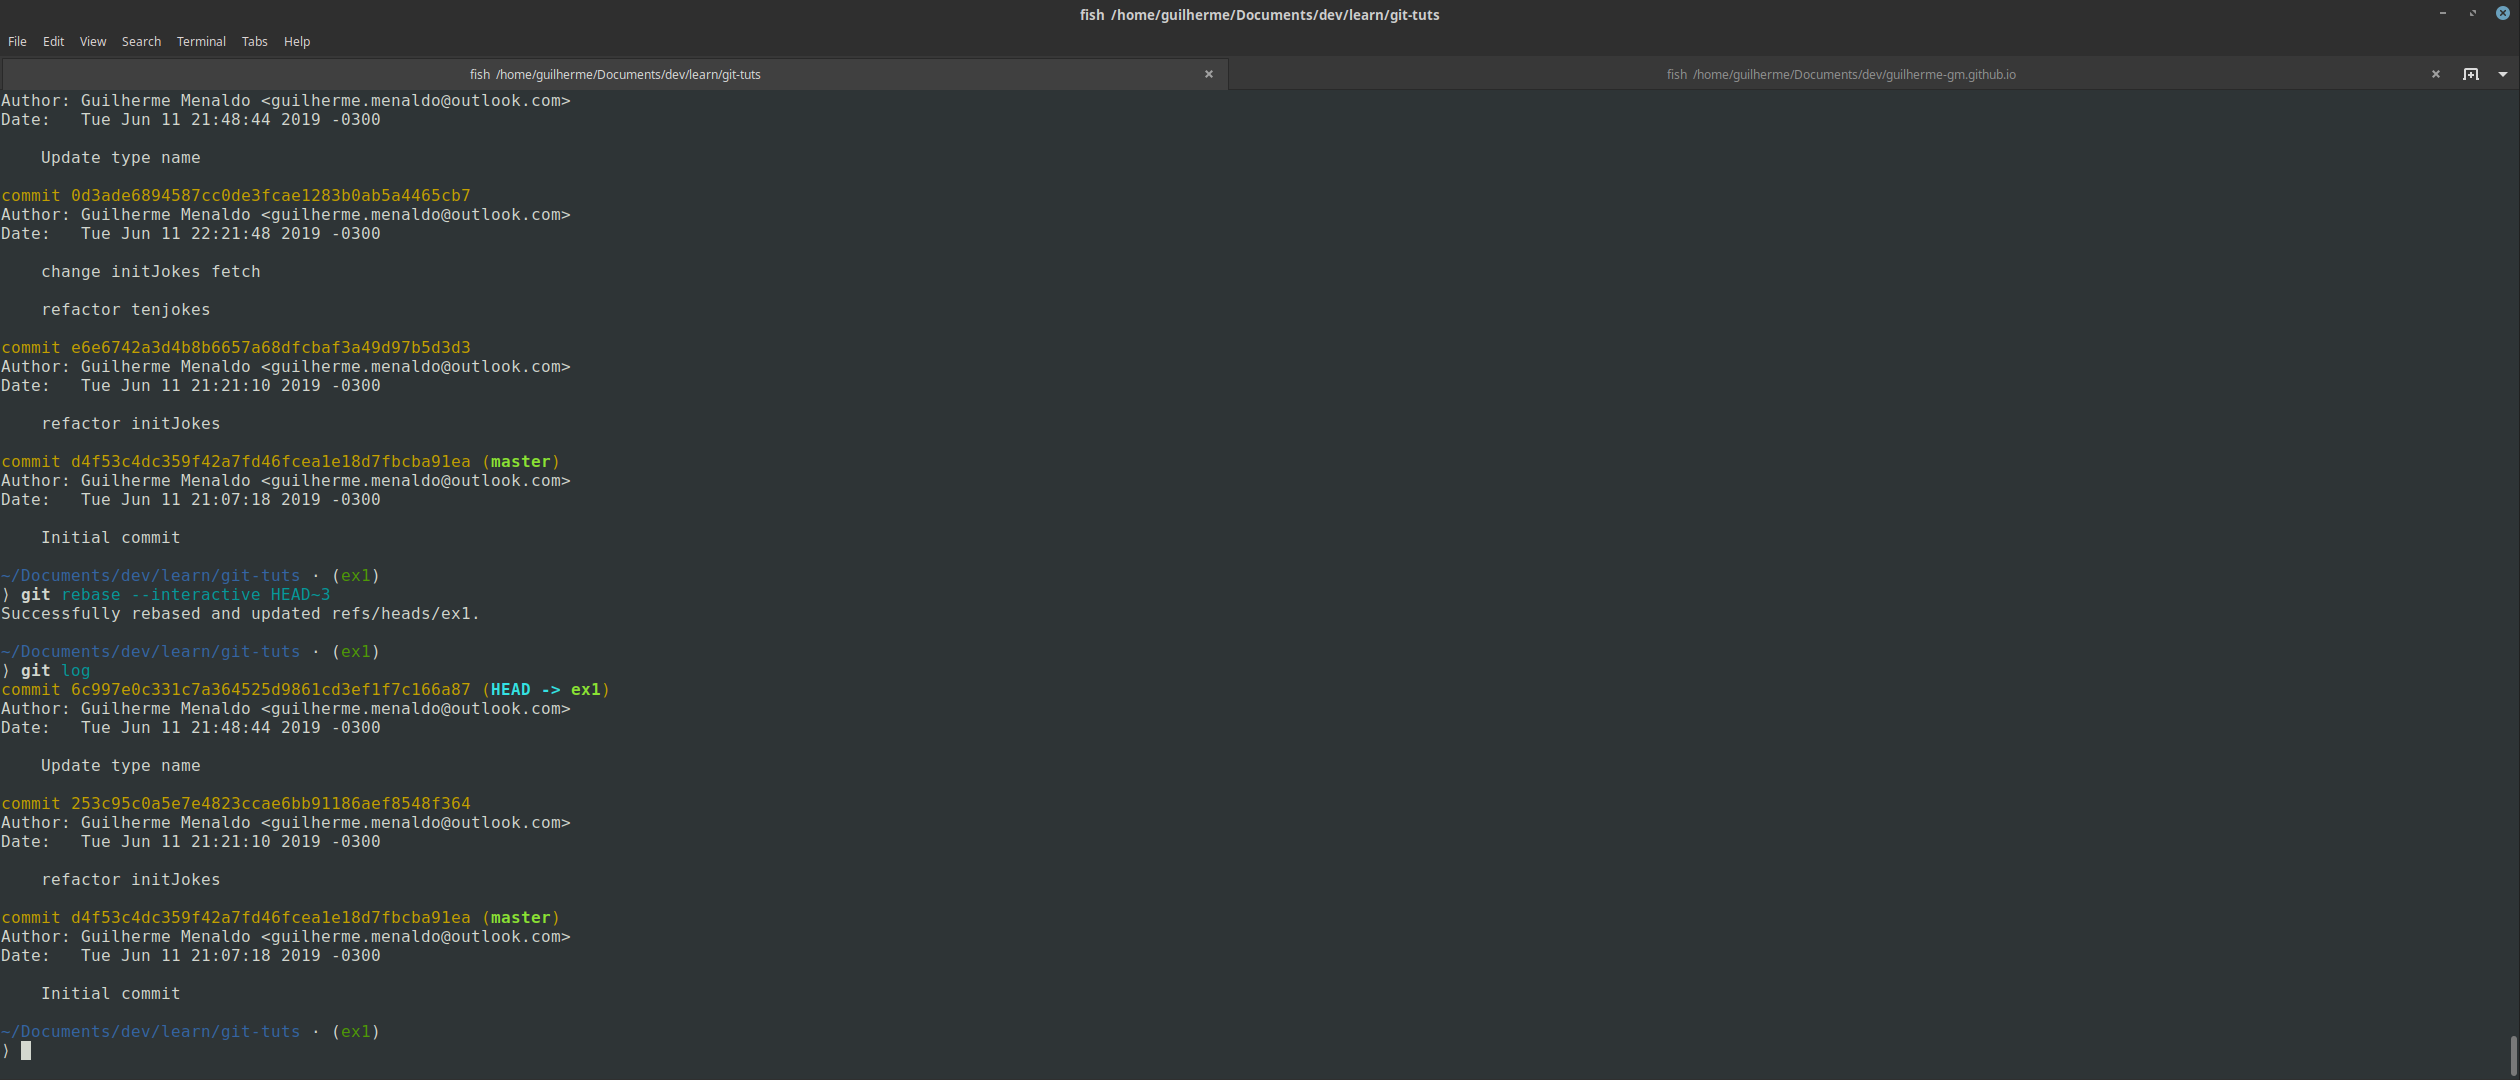 fish /home/guilherme/Documents/dev/learn/git-tuts
File Edit View Search Terminal Tabs Help
fish /home/guilherme/Documents/dev/learn/git-tuts
fish /home/guilherme/Documents/dev/guilherme-gm.github.io
Author: Guilherme Menaldo <guilherme.menaldo@outlook.com>
Date:   Tue Jun 11 21:48:44 2019 -0300
Update type name
commit 0d3ade6894587cc0de3fcae1283b0ab5a4465cb7
Author: Guilherme Menaldo <guilherme.menaldo@outlook.com>
Date:   Tue Jun 11 22:21:48 2019 -0300
change initJokes fetch
refactor tenjokes
commit e6e6742a3d4b8b6657a68dfcbaf3a49d97b5d3d3
Author: Guilherme Menaldo <guilherme.menaldo@outlook.com>
Date:   Tue Jun 11 21:21:10 2019 -0300
refactor initJokes
commit d4f53c4dc359f42a7fd46fcea1e18d7fbcba91ea (master)
Author: Guilherme Menaldo <guilherme.menaldo@outlook.com>
Date:   Tue Jun 11 21:07:18 2019 -0300
Initial commit
~/Documents/dev/learn/git-tuts · (ex1)
⟩ git rebase --interactive HEAD~3
Successfully rebased and updated refs/heads/ex1.
~/Documents/dev/learn/git-tuts · (ex1)
⟩ git log
commit 6c997e0c331c7a364525d9861cd3ef1f7c166a87 (HEAD -> ex1)
Author: Guilherme Menaldo <guilherme.menaldo@outlook.com>
Date:   Tue Jun 11 21:48:44 2019 -0300
Update type name
commit 253c95c0a5e7e4823ccae6bb91186aef8548f364
Author: Guilherme Menaldo <guilherme.menaldo@outlook.com>
Date:   Tue Jun 11 21:21:10 2019 -0300
refactor initJokes
commit d4f53c4dc359f42a7fd46fcea1e18d7fbcba91ea (master)
Author: Guilherme Menaldo <guilherme.menaldo@outlook.com>
Date:   Tue Jun 11 21:07:18 2019 -0300
Initial commit
~/Documents/dev/learn/git-tuts · (ex1)
⟩